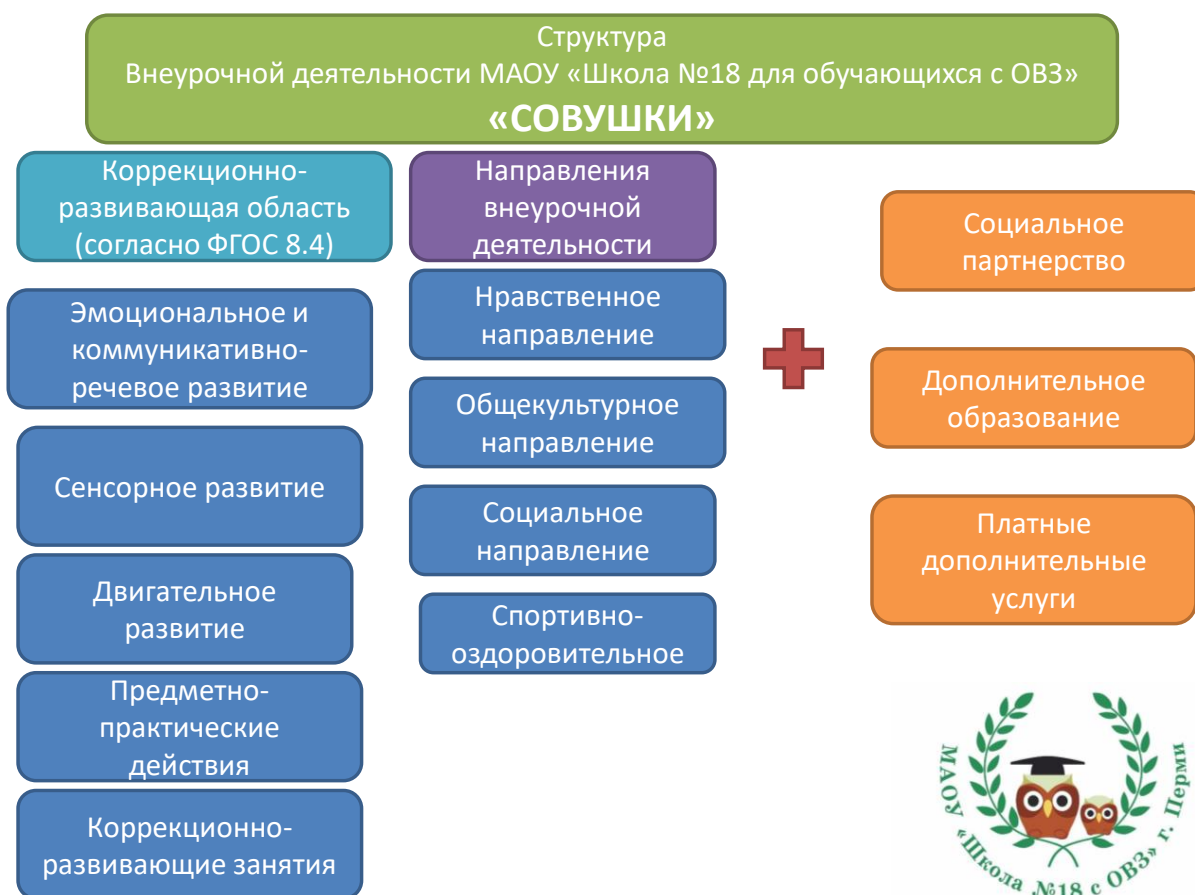 Структура
Внеурочной деятельности МАОУ «Школа №18 для обучающихся с ОВЗ»
«СОВУШКИ»
Коррекционно-
развивающая область
(согласно ФГОС 8.4)
Эмоциональное и
коммуникативно-
речевое развитие
Сенсорное развитие
Двигательное
развитие
Предметно-
практические
действия
Коррекционно-
развивающие занятия
Направления
внеурочной
деятельности
Нравственное
направление
Общекультурное
направление
Социальное
направление
Спортивно-
оздоровительное
Социальное
партнерство
Дополнительное
образование
Платные
дополнительные
услуги
МАОУ «Школа №18 с ОВЗ» г. Перми